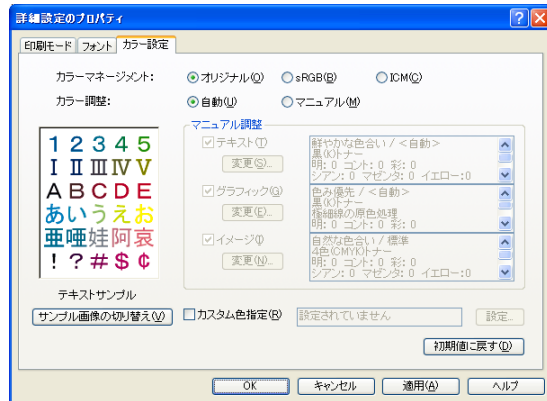 詳細設定のプロパティ
印刷モード フォント カラー設定
カラーマネージメント: オリジナル(O) sRGB(B) ICM(C)
カラー調整: 自動(U) マニュアル(M)
マニュアル調整
1 2 3 4 5
I II III IV V
A B C D E
あ い う え お
亜 唖 娃 阿 哀
! ? # $ ¢
テキストサンプル
サンプル画像の切り替え(V)
テキスト(T)
変更(S)...
鮮やかな色合い / <自動>
黒(K)トナー
明: 0 コント: 0 彩: 0
シアン: 0 マゼンタ: 0 イエロー:0
グラフィック(G)
変更(E)...
色み優先 / <自動>
黒(K)トナー
極細線の原色処理
明: 0 コント: 0 彩: 0
イメージ(I)
変更(N)...
自然な色合い / 標準
4色(CMYK)トナー
明: 0 コント: 0 彩: 0
シアン: 0 マゼンタ: 0 イエロー:0
カスタム色指定(R) 設定されていません 設定...
初期値に戻す(D)
OK キャンセル 適用(A) ヘルプ